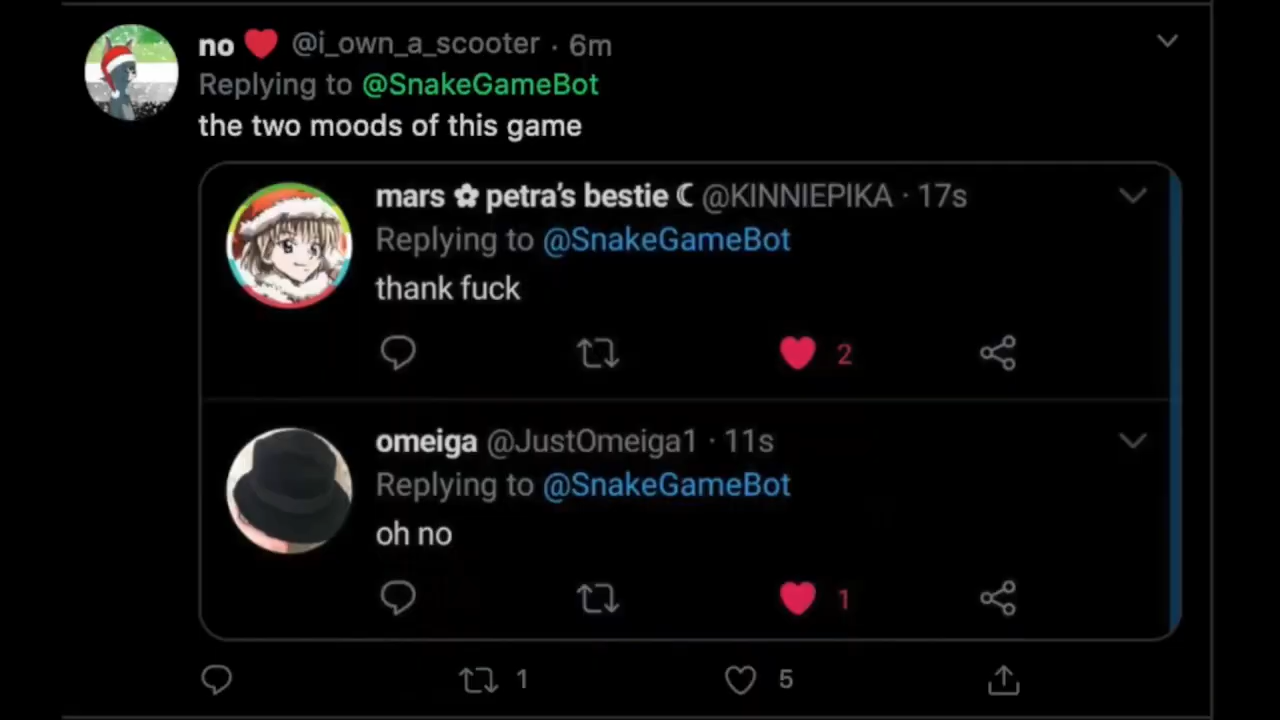 no ❤️ @i_own_a_scooter · 6m
Replying to @SnakeGameBot
the two moods of this game
mars ✿ petra’s bestie ☾ @KINNIEPIKA · 17s
Replying to @SnakeGameBot
thank fuck
2
omeiga @JustOmeiga1 · 11s
Replying to @SnakeGameBot
oh no
1
1 5